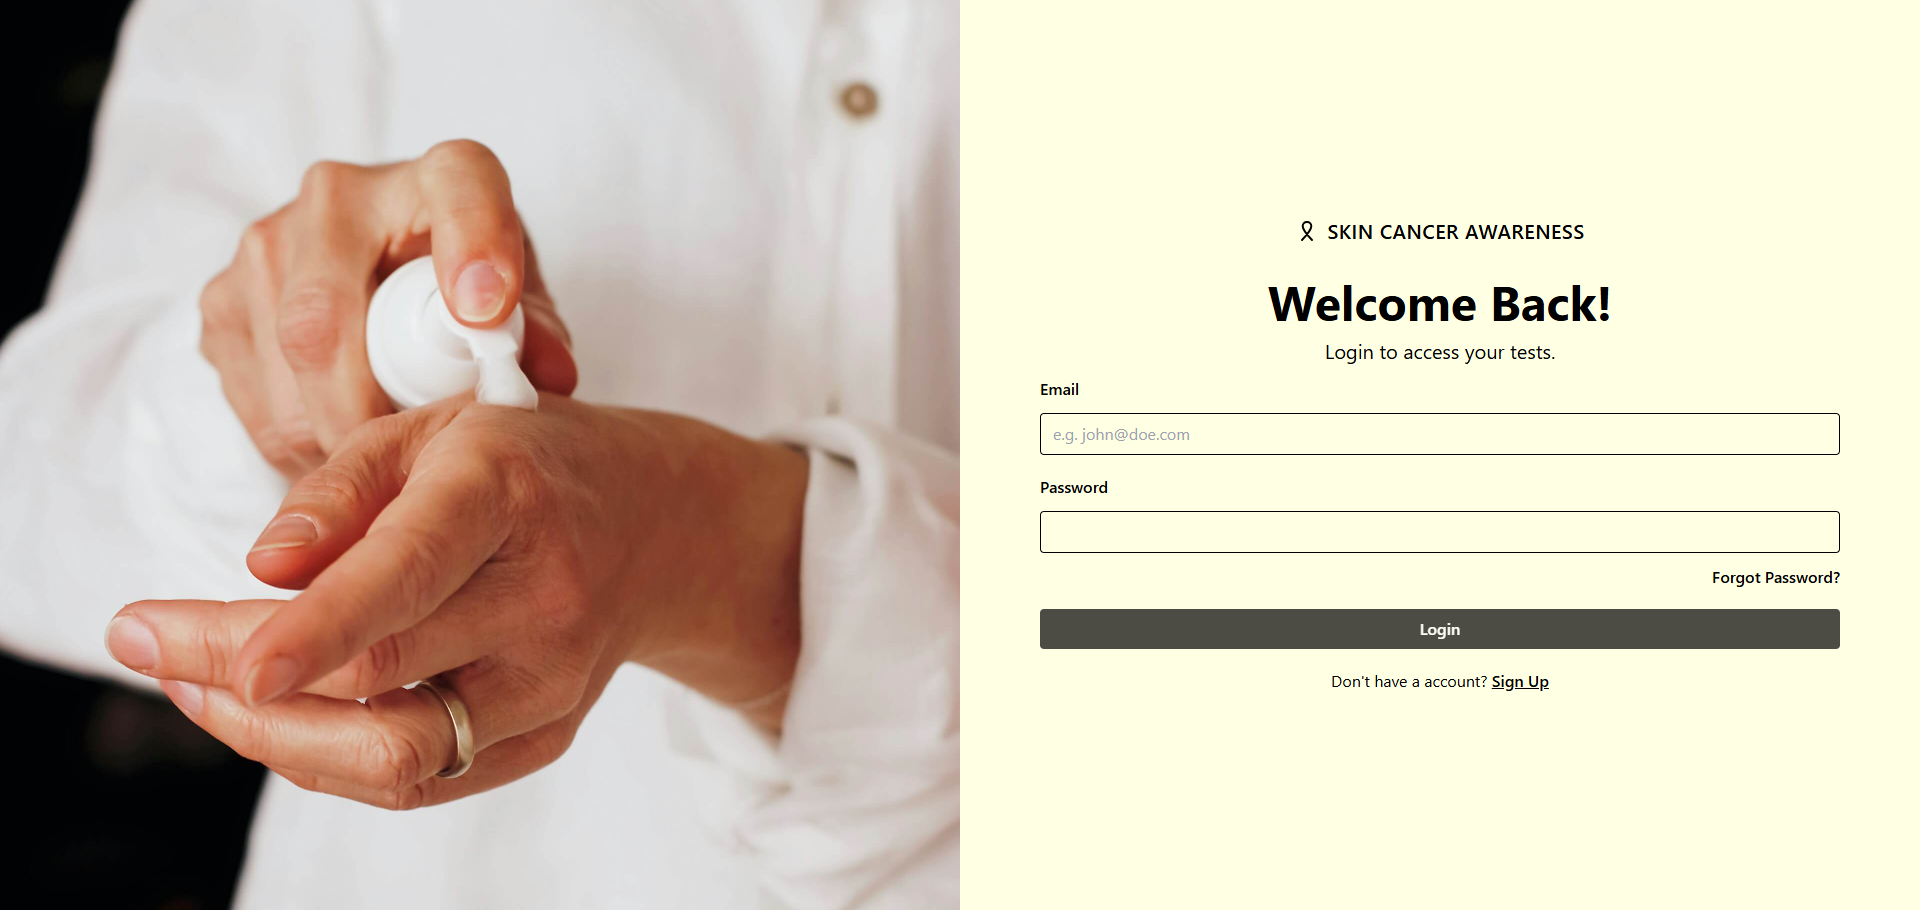 SKIN CANCER AWARENESS
Welcome Back!
Login to access your tests.
Email
e.g. john@doe.com
Password
Forgot Password?
Login
Don't have a account? Sign Up